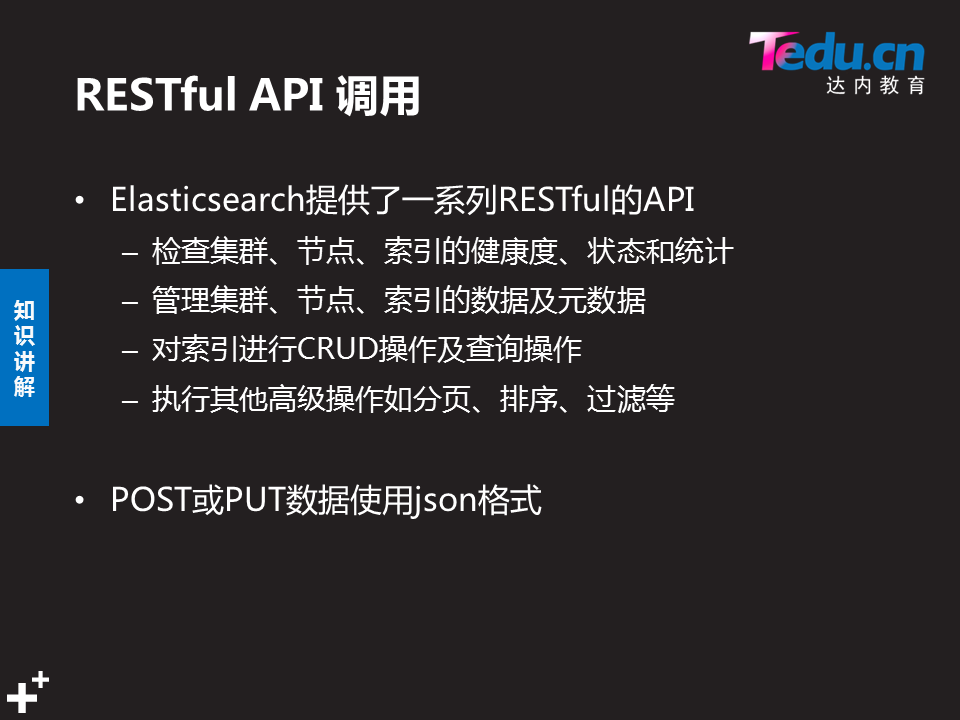 Tedu.cn
达内教育
RESTful API 调用
• Elasticsearch提供了一系列RESTful的API
– 检查集群、节点、索引的健康度、状态和统计
– 管理集群、节点、索引的数据及元数据
– 对索引进行CRUD操作及查询操作
– 执行其他高级操作如分页、排序、过滤等
• POST或PUT数据使用json格式
知识讲解